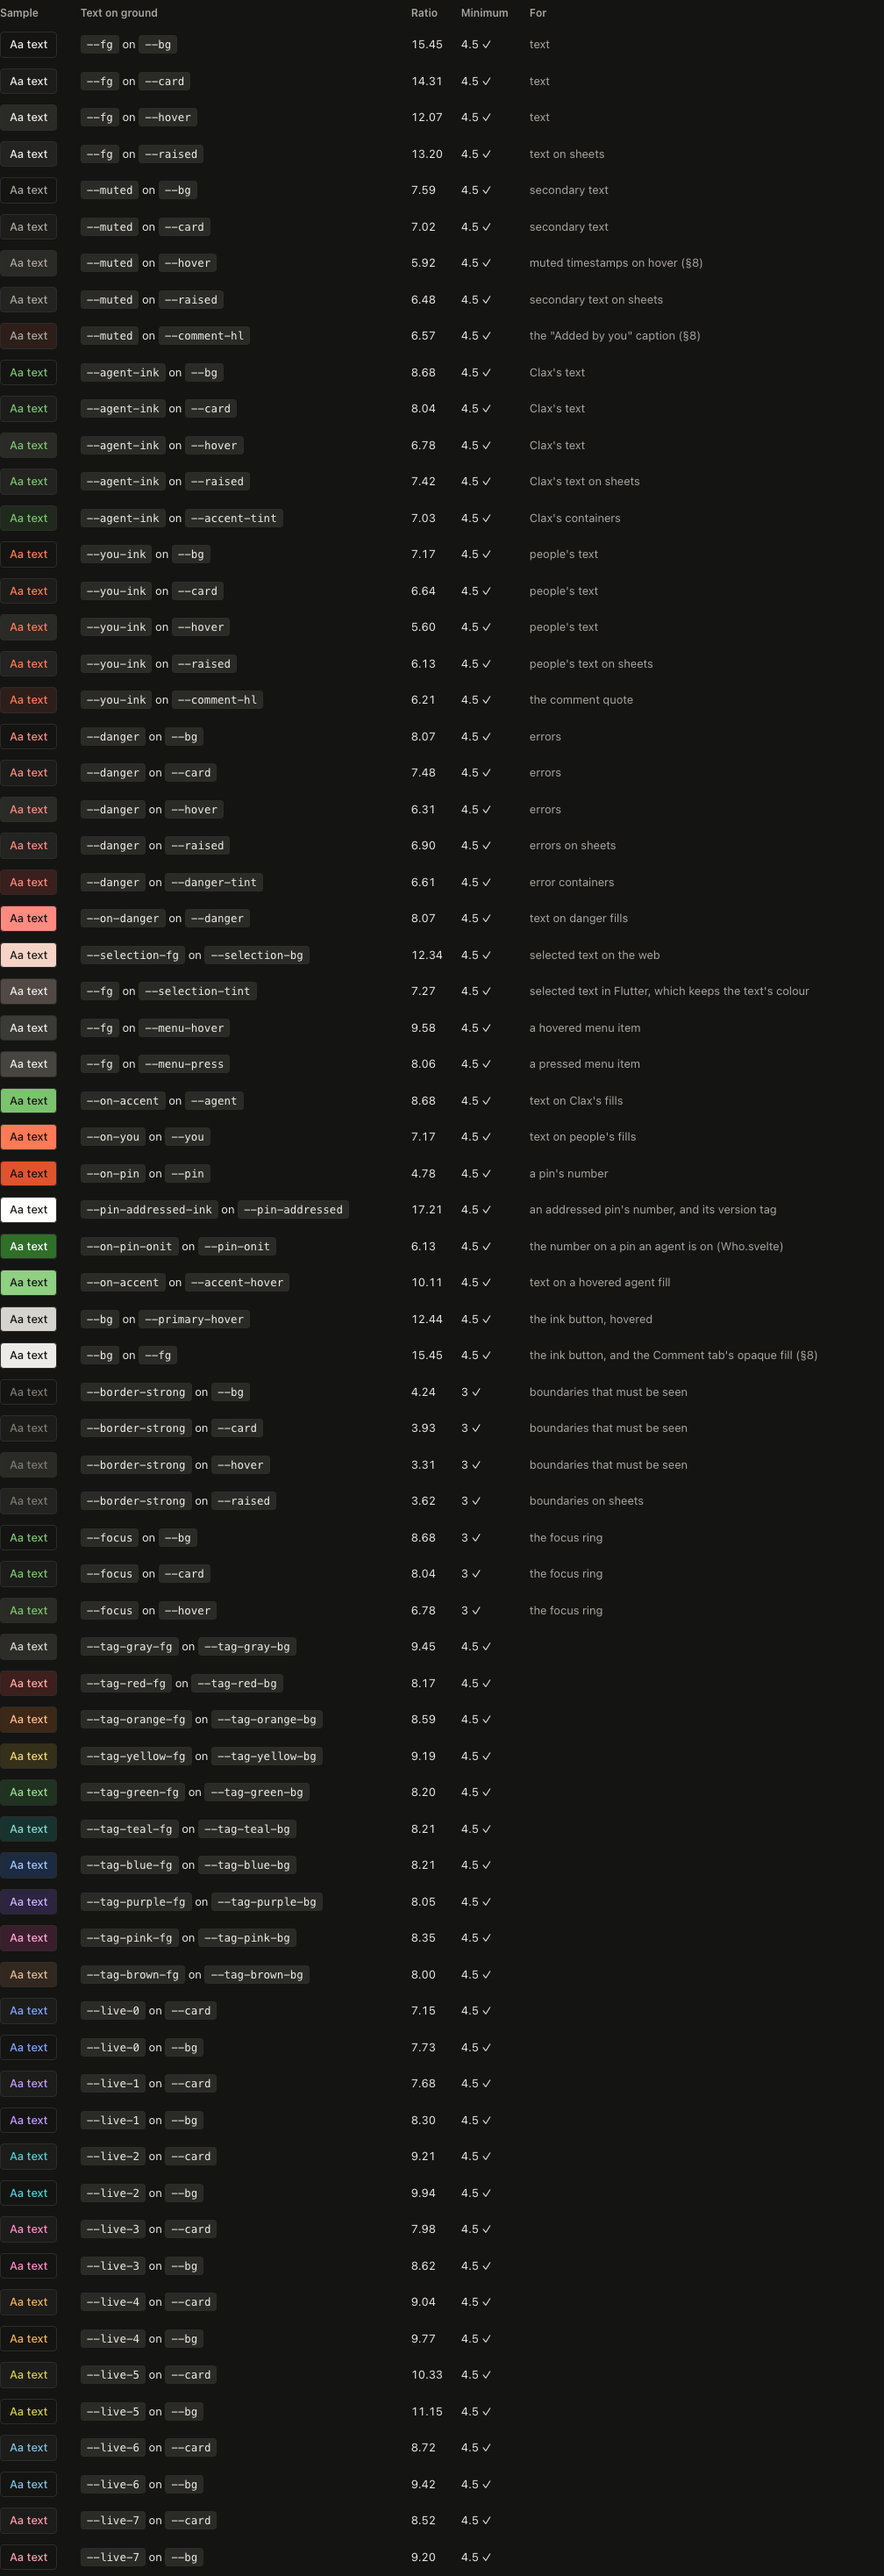 Sample Text on ground Ratio Minimum For
Aa text --fg on --bg 15.45 4.5 ✓ text
Aa text --fg on --card 14.31 4.5 ✓ text
Aa text --fg on --hover 12.07 4.5 ✓ text
Aa text --fg on --raised 13.20 4.5 ✓ text on sheets
Aa text --muted on --bg 7.59 4.5 ✓ secondary text
Aa text --muted on --card 7.02 4.5 ✓ secondary text
Aa text --muted on --hover 5.92 4.5 ✓ muted timestamps on hover (§8)
Aa text --muted on --raised 6.48 4.5 ✓ secondary text on sheets
Aa text --muted on --comment-hl 6.57 4.5 ✓ the "Added by you" caption (§8)
Aa text --agent-ink on --bg 8.68 4.5 ✓ Clax's text
Aa text --agent-ink on --card 8.04 4.5 ✓ Clax's text
Aa text --agent-ink on --hover 6.78 4.5 ✓ Clax's text
Aa text --agent-ink on --raised 7.42 4.5 ✓ Clax's text on sheets
Aa text --agent-ink on --accent-tint 7.03 4.5 ✓ Clax's containers
Aa text --you-ink on --bg 7.17 4.5 ✓ people's text
Aa text --you-ink on --card 6.64 4.5 ✓ people's text
Aa text --you-ink on --hover 5.60 4.5 ✓ people's text
Aa text --you-ink on --raised 6.13 4.5 ✓ people's text on sheets
Aa text --you-ink on --comment-hl 6.21 4.5 ✓ the comment quote
Aa text --danger on --bg 8.07 4.5 ✓ errors
Aa text --danger on --card 7.48 4.5 ✓ errors
Aa text --danger on --hover 6.31 4.5 ✓ errors
Aa text --danger on --raised 6.90 4.5 ✓ errors on sheets
Aa text --danger on --danger-tint 6.61 4.5 ✓ error containers
Aa text --on-danger on --danger 8.07 4.5 ✓ text on danger fills
Aa text --selection-fg on --selection-bg 12.34 4.5 ✓ selected text on the web
Aa text --fg on --selection-tint 7.27 4.5 ✓ selected text in Flutter, which keeps the text's colour
Aa text --fg on --menu-hover 9.58 4.5 ✓ a hovered menu item
Aa text --fg on --menu-press 8.06 4.5 ✓ a pressed menu item
Aa text --on-accent on --agent 8.68 4.5 ✓ text on Clax's fills
Aa text --on-you on --you 7.17 4.5 ✓ text on people's fills
Aa text --on-pin on --pin 4.78 4.5 ✓ a pin's number
Aa text --pin-addressed-ink on --pin-addressed 17.21 4.5 ✓ an addressed pin's number, and its version tag
Aa text --on-pin-onit on --pin-onit 6.13 4.5 ✓ the number on a pin an agent is on (Who.svelte)
Aa text --on-accent on --accent-hover 10.11 4.5 ✓ text on a hovered agent fill
Aa text --bg on --primary-hover 12.44 4.5 ✓ the ink button, hovered
Aa text --bg on --fg 15.45 4.5 ✓ the ink button, and the Comment tab's opaque fill (§8)
Aa text --border-strong on --bg 4.24 3 ✓ boundaries that must be seen
Aa text --border-strong on --card 3.93 3 ✓ boundaries that must be seen
Aa text --border-strong on --hover 3.31 3 ✓ boundaries that must be seen
Aa text --border-strong on --raised 3.62 3 ✓ boundaries on sheets
Aa text --focus on --bg 8.68 3 ✓ the focus ring
Aa text --focus on --card 8.04 3 ✓ the focus ring
Aa text --focus on --hover 6.78 3 ✓ the focus ring
Aa text --tag-gray-fg on --tag-gray-bg 9.45 4.5 ✓
Aa text --tag-red-fg on --tag-red-bg 8.17 4.5 ✓
Aa text --tag-orange-fg on --tag-orange-bg 8.59 4.5 ✓
Aa text --tag-yellow-fg on --tag-yellow-bg 9.19 4.5 ✓
Aa text --tag-green-fg on --tag-green-bg 8.20 4.5 ✓
Aa text --tag-teal-fg on --tag-teal-bg 8.21 4.5 ✓
Aa text --tag-blue-fg on --tag-blue-bg 8.21 4.5 ✓
Aa text --tag-purple-fg on --tag-purple-bg 8.05 4.5 ✓
Aa text --tag-pink-fg on --tag-pink-bg 8.35 4.5 ✓
Aa text --tag-brown-fg on --tag-brown-bg 8.00 4.5 ✓
Aa text --live-0 on --card 7.15 4.5 ✓
Aa text --live-0 on --bg 7.73 4.5 ✓
Aa text --live-1 on --card 7.68 4.5 ✓
Aa text --live-1 on --bg 8.30 4.5 ✓
Aa text --live-2 on --card 9.21 4.5 ✓
Aa text --live-2 on --bg 9.94 4.5 ✓
Aa text --live-3 on --card 7.98 4.5 ✓
Aa text --live-3 on --bg 8.62 4.5 ✓
Aa text --live-4 on --card 9.04 4.5 ✓
Aa text --live-4 on --bg 9.77 4.5 ✓
Aa text --live-5 on --card 10.33 4.5 ✓
Aa text --live-5 on --bg 11.15 4.5 ✓
Aa text --live-6 on --card 8.72 4.5 ✓
Aa text --live-6 on --bg 9.42 4.5 ✓
Aa text --live-7 on --card 8.52 4.5 ✓
Aa text --live-7 on --bg 9.20 4.5 ✓